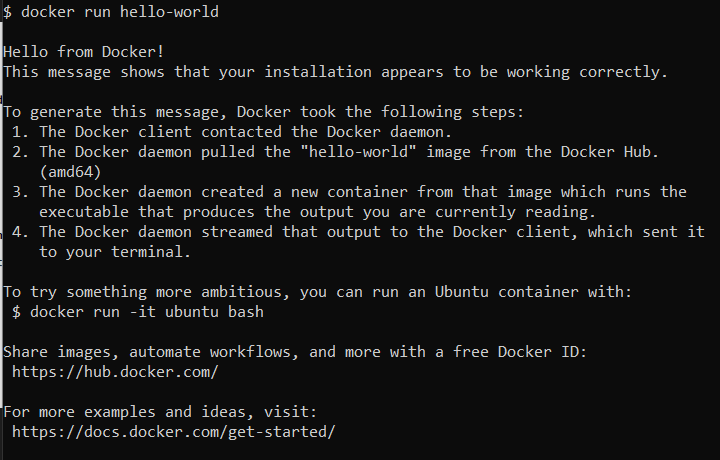 $ docker run hello-world
Hello from Docker!
This message shows that your installation appears to be working correctly.
To generate this message, Docker took the following steps:
1. The Docker client contacted the Docker daemon.
2. The Docker daemon pulled the "hello-world" image from the Docker Hub.
(amd64)
3. The Docker daemon created a new container from that image which runs the
executable that produces the output you are currently reading.
4. The Docker daemon streamed that output to the Docker client, which sent it
to your terminal.
To try something more ambitious, you can run an Ubuntu container with:
$ docker run -it ubuntu bash
Share images, automate workflows, and more with a free Docker ID:
https://hub.docker.com/
For more examples and ideas, visit:
https://docs.docker.com/get-started/